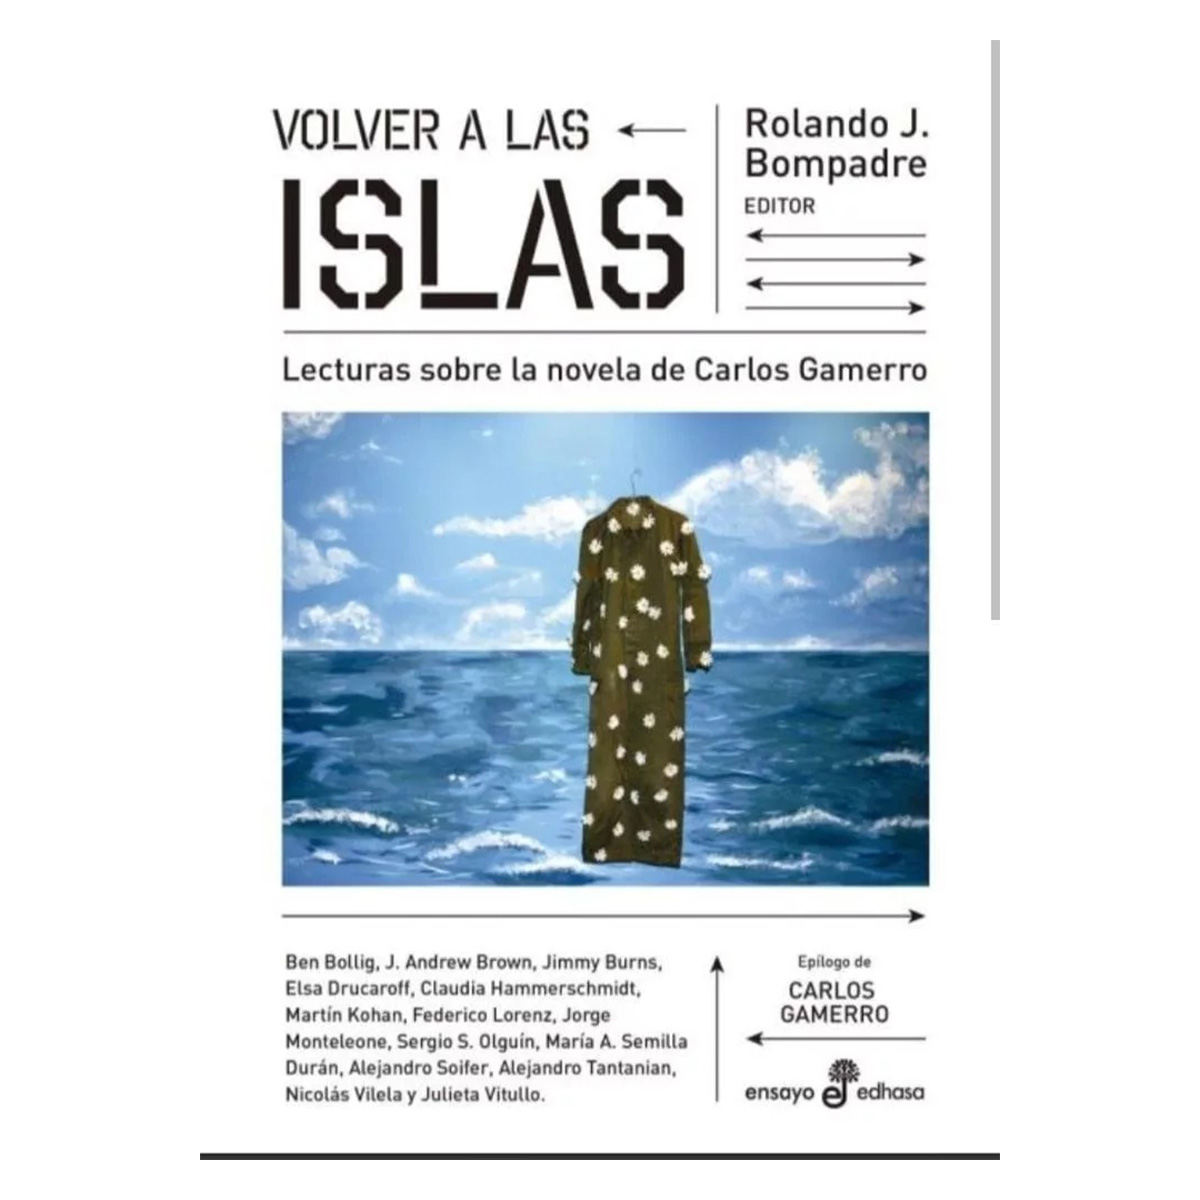 VOLVER A LAS
ISLAS
Rolando J.
Bompadre
EDITOR
Lecturas sobre la novela de Carlos Gamerro
Ben Bollig, J. Andrew Brown, Jimmy Burns,
Elsa Drucaroff, Claudia Hammerschmidt,
Martín Kohan, Federico Lorenz, Jorge
Monteleone, Sergio S. Olguín, María A. Semilla
Durán, Alejandro Soifer, Alejandro Tantanian,
Nicolás Vilela y Julieta Vitullo.
Epílogo de
CARLOS
GAMERRO
ensayo edhasa